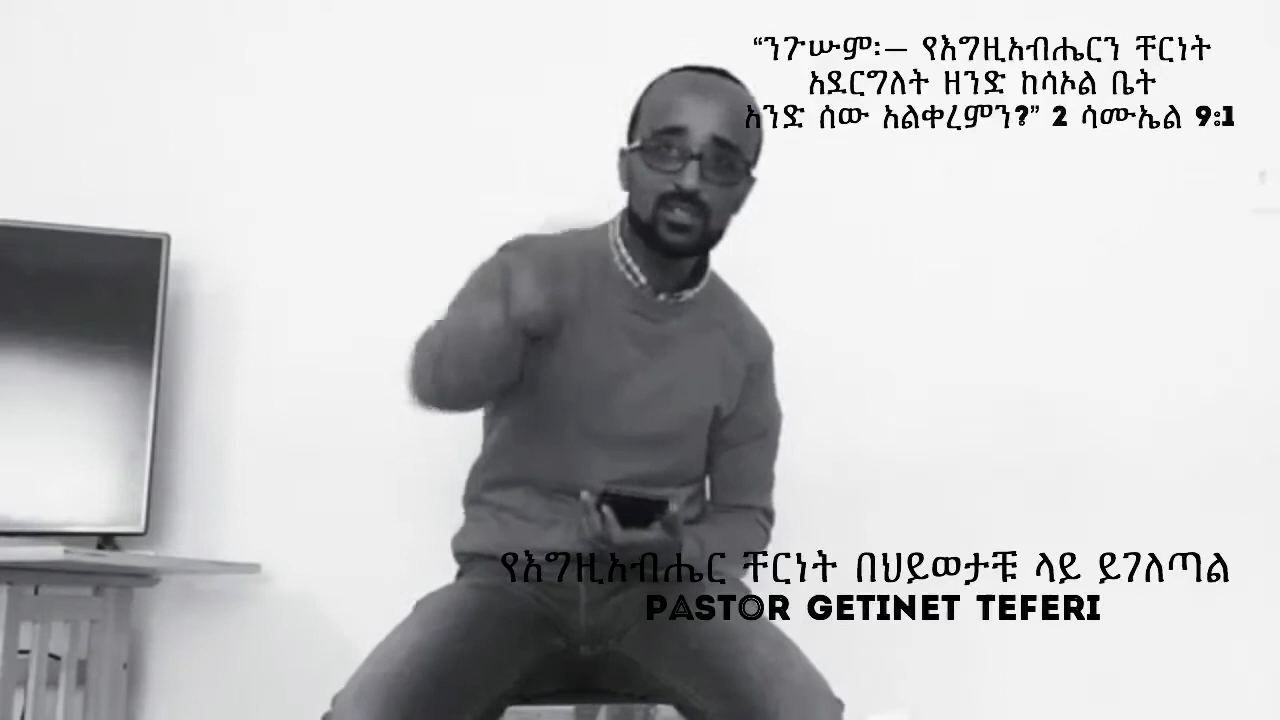 “ንጉሡም፡— የእግዚአብሔርን ቸርነት
አደርግለት ዘንድ ከሳኦል ቤት
አንድ ሰው አልቀረምን?” 2 ሳሙኤል 9፡1
የእግዚአብሔር ቸርነት በህይወታቹ ላይ ይገለጣል
PASTOR GETINET TEFERI